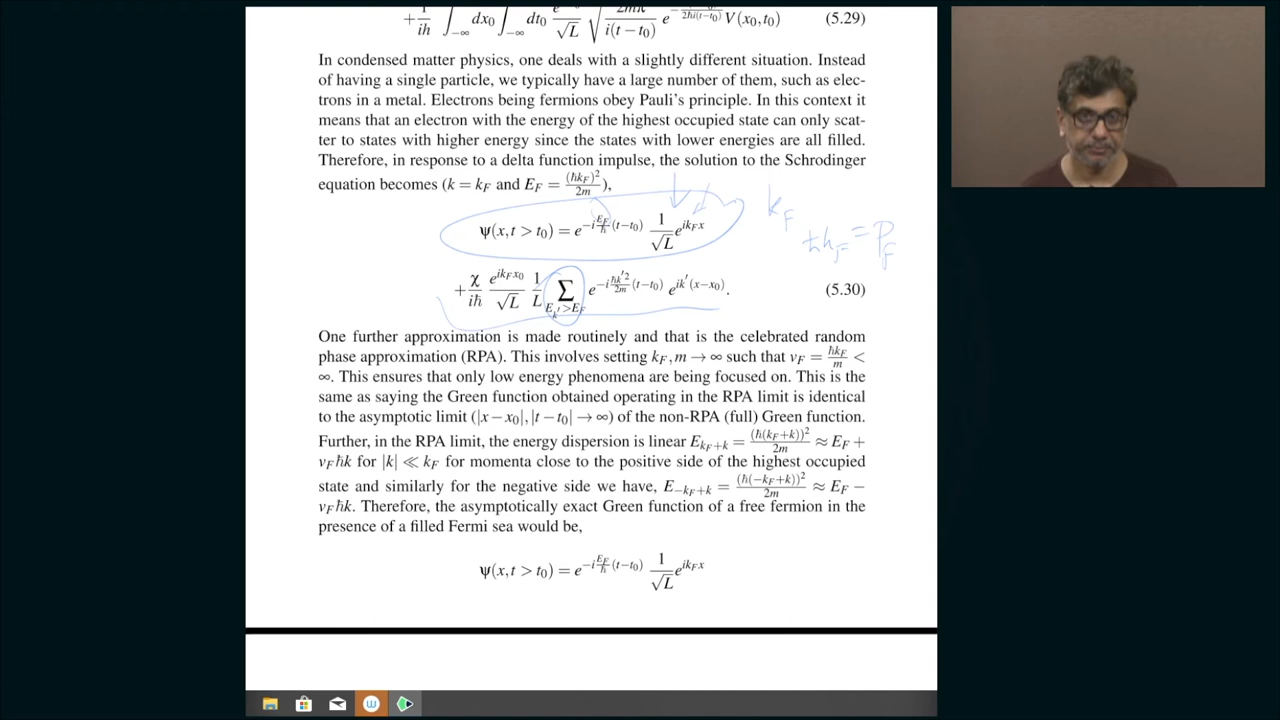 + 1/iħ ∫_{−∞} dx₀ ∫_{−∞} dt₀ e/√L √(2mπ/i(t−t₀)) e V(x₀,t₀) (5.29)
In condensed matter physics, one deals with a slightly different situation. Instead
of having a single particle, we typically have a large number of them, such as elec-
trons in a metal. Electrons being fermions obey Pauli's principle. In this context it
means that an electron with the energy of the highest occupied state can only scat-
ter to states with higher energy since the states with lower energies are all filled.
Therefore, in response to a delta function impulse, the solution to the Schrodinger
equation becomes (k = k_F and E_F = (ħk_F)²/2m),
ψ(x,t > t₀) = e^{−i E_F/ħ (t−t₀)} 1/√L e^{ik_F x}
k_F
ħk_F = P_F
+ χ/iħ e^{ik_F x₀}/√L 1/L Σ_{E_k′>E_F} e^{−i ħk′²/2m (t−t₀)} e^{ik′(x−x₀)}. (5.30)
One further approximation is made routinely and that is the celebrated random
phase approximation (RPA). This involves setting k_F, m → ∞ such that v_F = ħk_F/m <
∞. This ensures that only low energy phenomena are being focused on. This is the
same as saying the Green function obtained operating in the RPA limit is identical
to the asymptotic limit (|x − x₀|, |t − t₀| → ∞) of the non-RPA (full) Green function.
Further, in the RPA limit, the energy dispersion is linear E_{k_F+k} = (ħ(k_F+k))²/2m ≈ E_F +
v_F ħk for |k| ≪ k_F for momenta close to the positive side of the highest occupied
state and similarly for the negative side we have, E_{−k_F+k} = (ħ(−k_F+k))²/2m ≈ E_F −
v_F ħk. Therefore, the asymptotically exact Green function of a free fermion in the
presence of a filled Fermi sea would be,
ψ(x,t > t₀) = e^{−i E_F/ħ (t−t₀)} 1/√L e^{ik_F x}